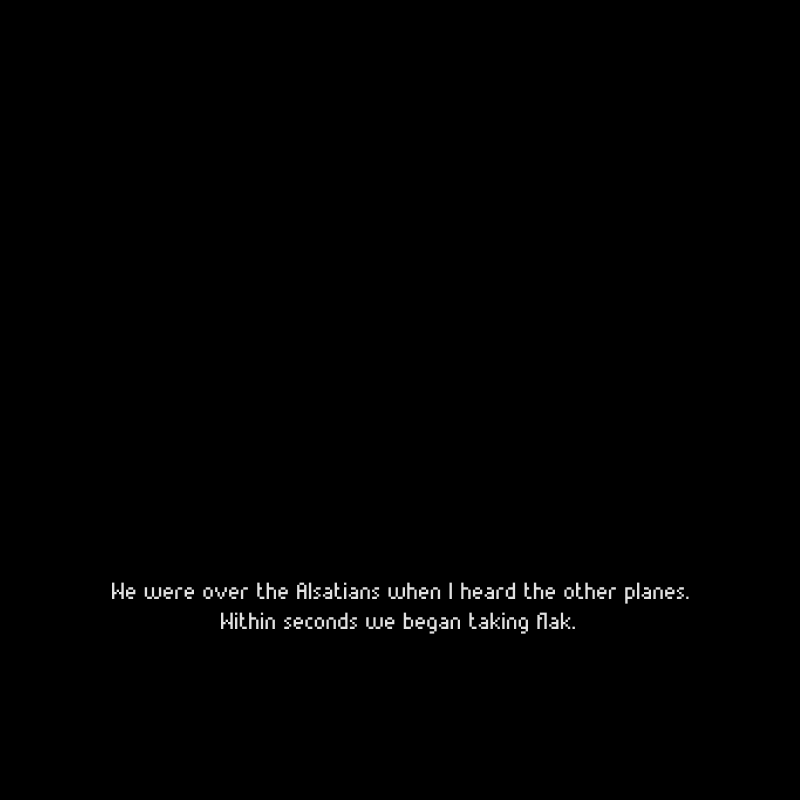 We were over the Alsatians when I heard the other planes.
Within seconds we began taking flak.